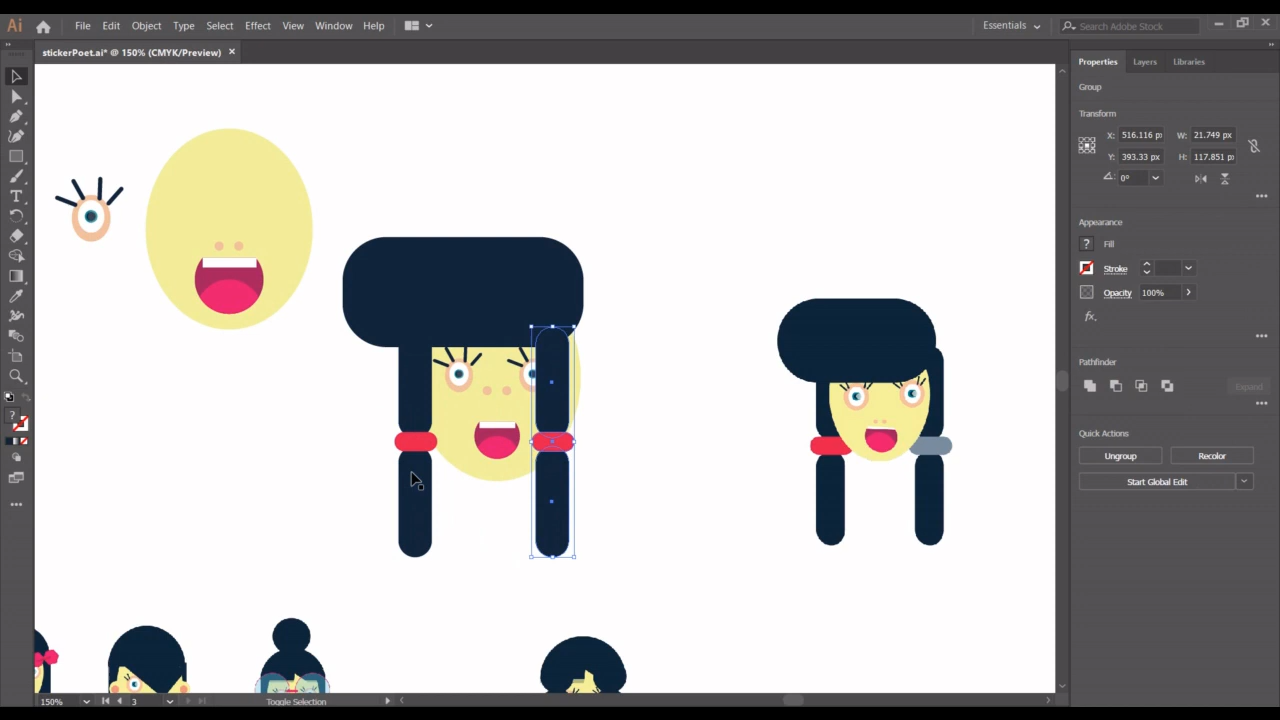 Ai File Edit Object Type Select Effect View Window Help Essentials Search Adobe Stock
stickerPoet.ai* @ 150% (CMYK/Preview) ×
Properties Layers Libraries
Group
Transform
X: 516.116 p W: 21.749 px
Y: 393.33 px H: 117.851 p
0°
Appearance
? Fill
Stroke
Opacity 100%
fx.
Pathfinder
Expand
Quick Actions
Ungroup Recolor
Start Global Edit
?
150% 3 Toggle Selection